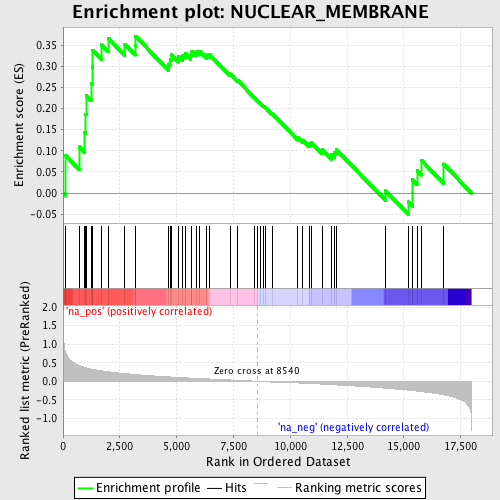 Enrichment plot: NUCLEAR_MEMBRANE
Enrichment score (ES)
0.35
0.30
0.25
0.20
0.15
0.10
0.05
0.00
-0.05
'na_pos' (positively correlated)
Ranked list metric (PreRanked)
2.0
1.5
1.0
0.5
0.0
-0.5
-1.0
Zero cross at 8540
'na_neg' (negatively correlated)
0 2,500 5,000 7,500 10,000 12,500 15,000 17,500
Rank in Ordered Dataset
Enrichment profile Hits Ranking metric scores